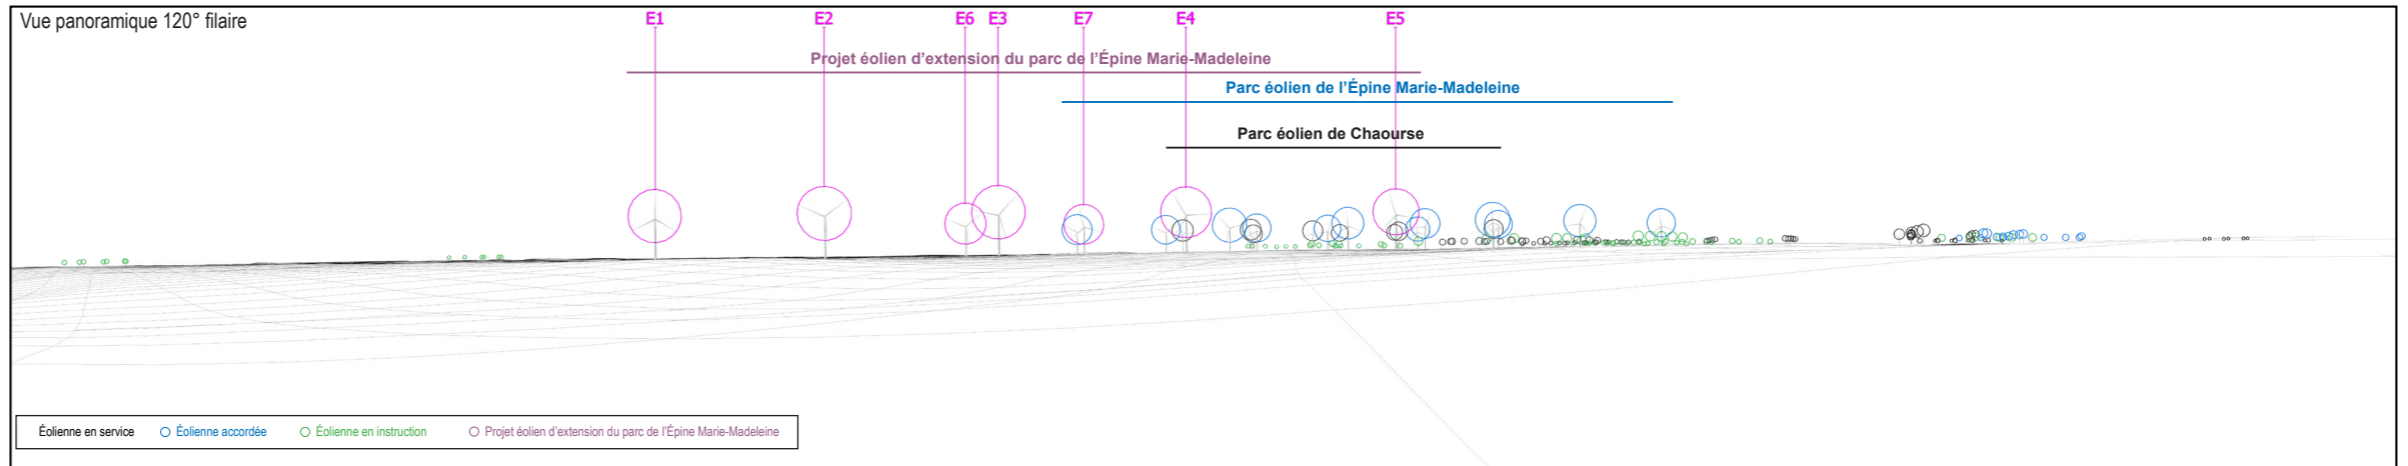 Vue panoramique 120° filaire
E1 E2 E6 E3 E7 E4 E5
Projet éolien d'extension du parc de l'Épine Marie-Madeleine
Parc éolien de l'Épine Marie-Madeleine
Parc éolien de Chaourse
Éolienne en service Éolienne accordée Éolienne en instruction Projet éolien d'extension du parc de l'Épine Marie-Madeleine